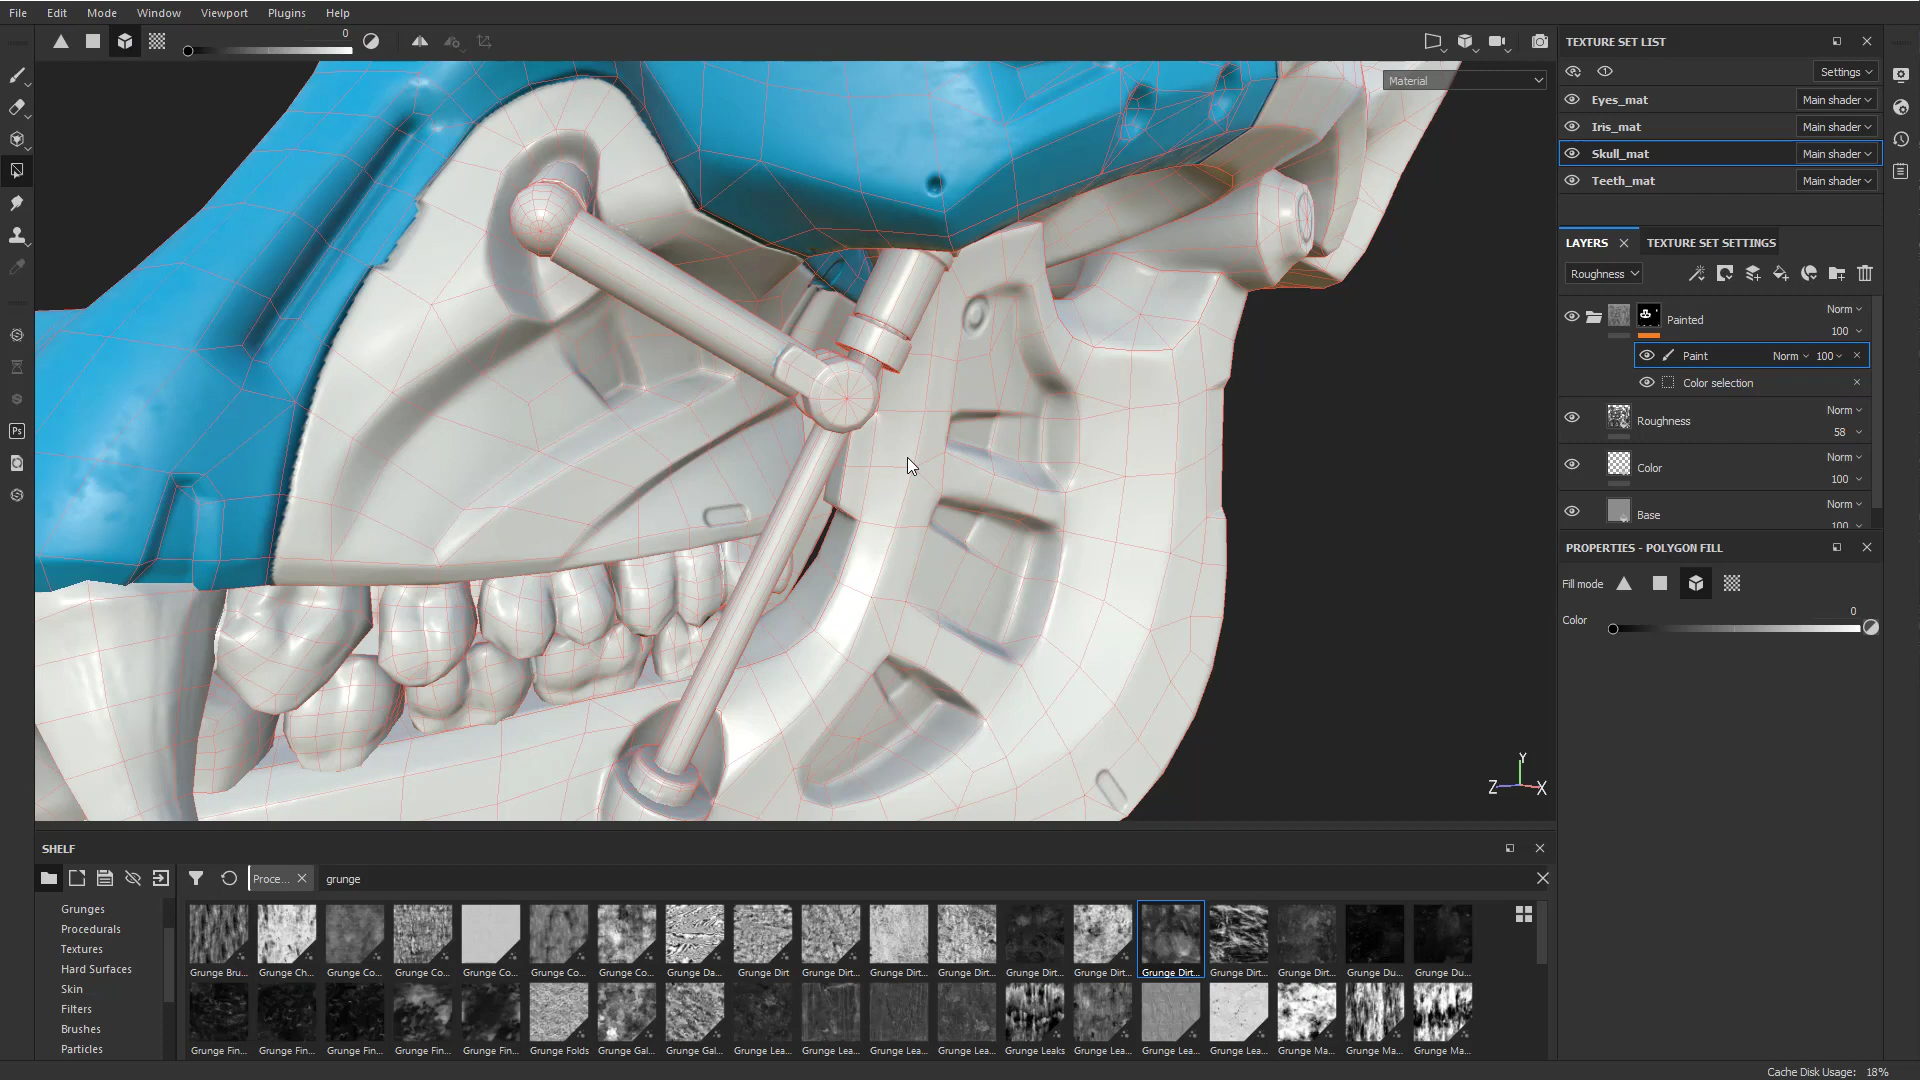 File Edit Mode Window Viewport Plugins Help
0
Material
TEXTURE SET LIST
Settings
Eyes_mat Main shader
Iris_mat Main shader
Skull_mat Main shader
Teeth_mat Main shader
LAYERS TEXTURE SET SETTINGS
Roughness
Painted Norm 100
Paint Norm 100
Color selection
Roughness Norm 58
Color Norm 100
Base Norm 100
PROPERTIES - POLYGON FILL
Fill mode
Color 0
Ps
Y
Z X
SHELF
Proce... grunge
Grunges
Procedurals
Textures
Hard Surfaces
Skin
Filters
Brushes
Particles
Grunge Bru... Grunge Ch... Grunge Co... Grunge Co... Grunge Co... Grunge Co... Grunge Co... Grunge Da... Grunge Dirt Grunge Dirt... Grunge Dirt... Grunge Dirt... Grunge Dirt... Grunge Dirt... Grunge Dirt... Grunge Dirt... Grunge Dirt... Grunge Du... Grunge Du...
Grunge Fin... Grunge Fin... Grunge Fin... Grunge Fin... Grunge Fin... Grunge Folds Grunge Gal... Grunge Gal... Grunge Lea... Grunge Lea... Grunge Lea... Grunge Lea... Grunge Leaks Grunge Lea... Grunge Lea... Grunge Lea... Grunge Ma... Grunge Ma... Grunge Ma...
Cache Disk Usage: 18%